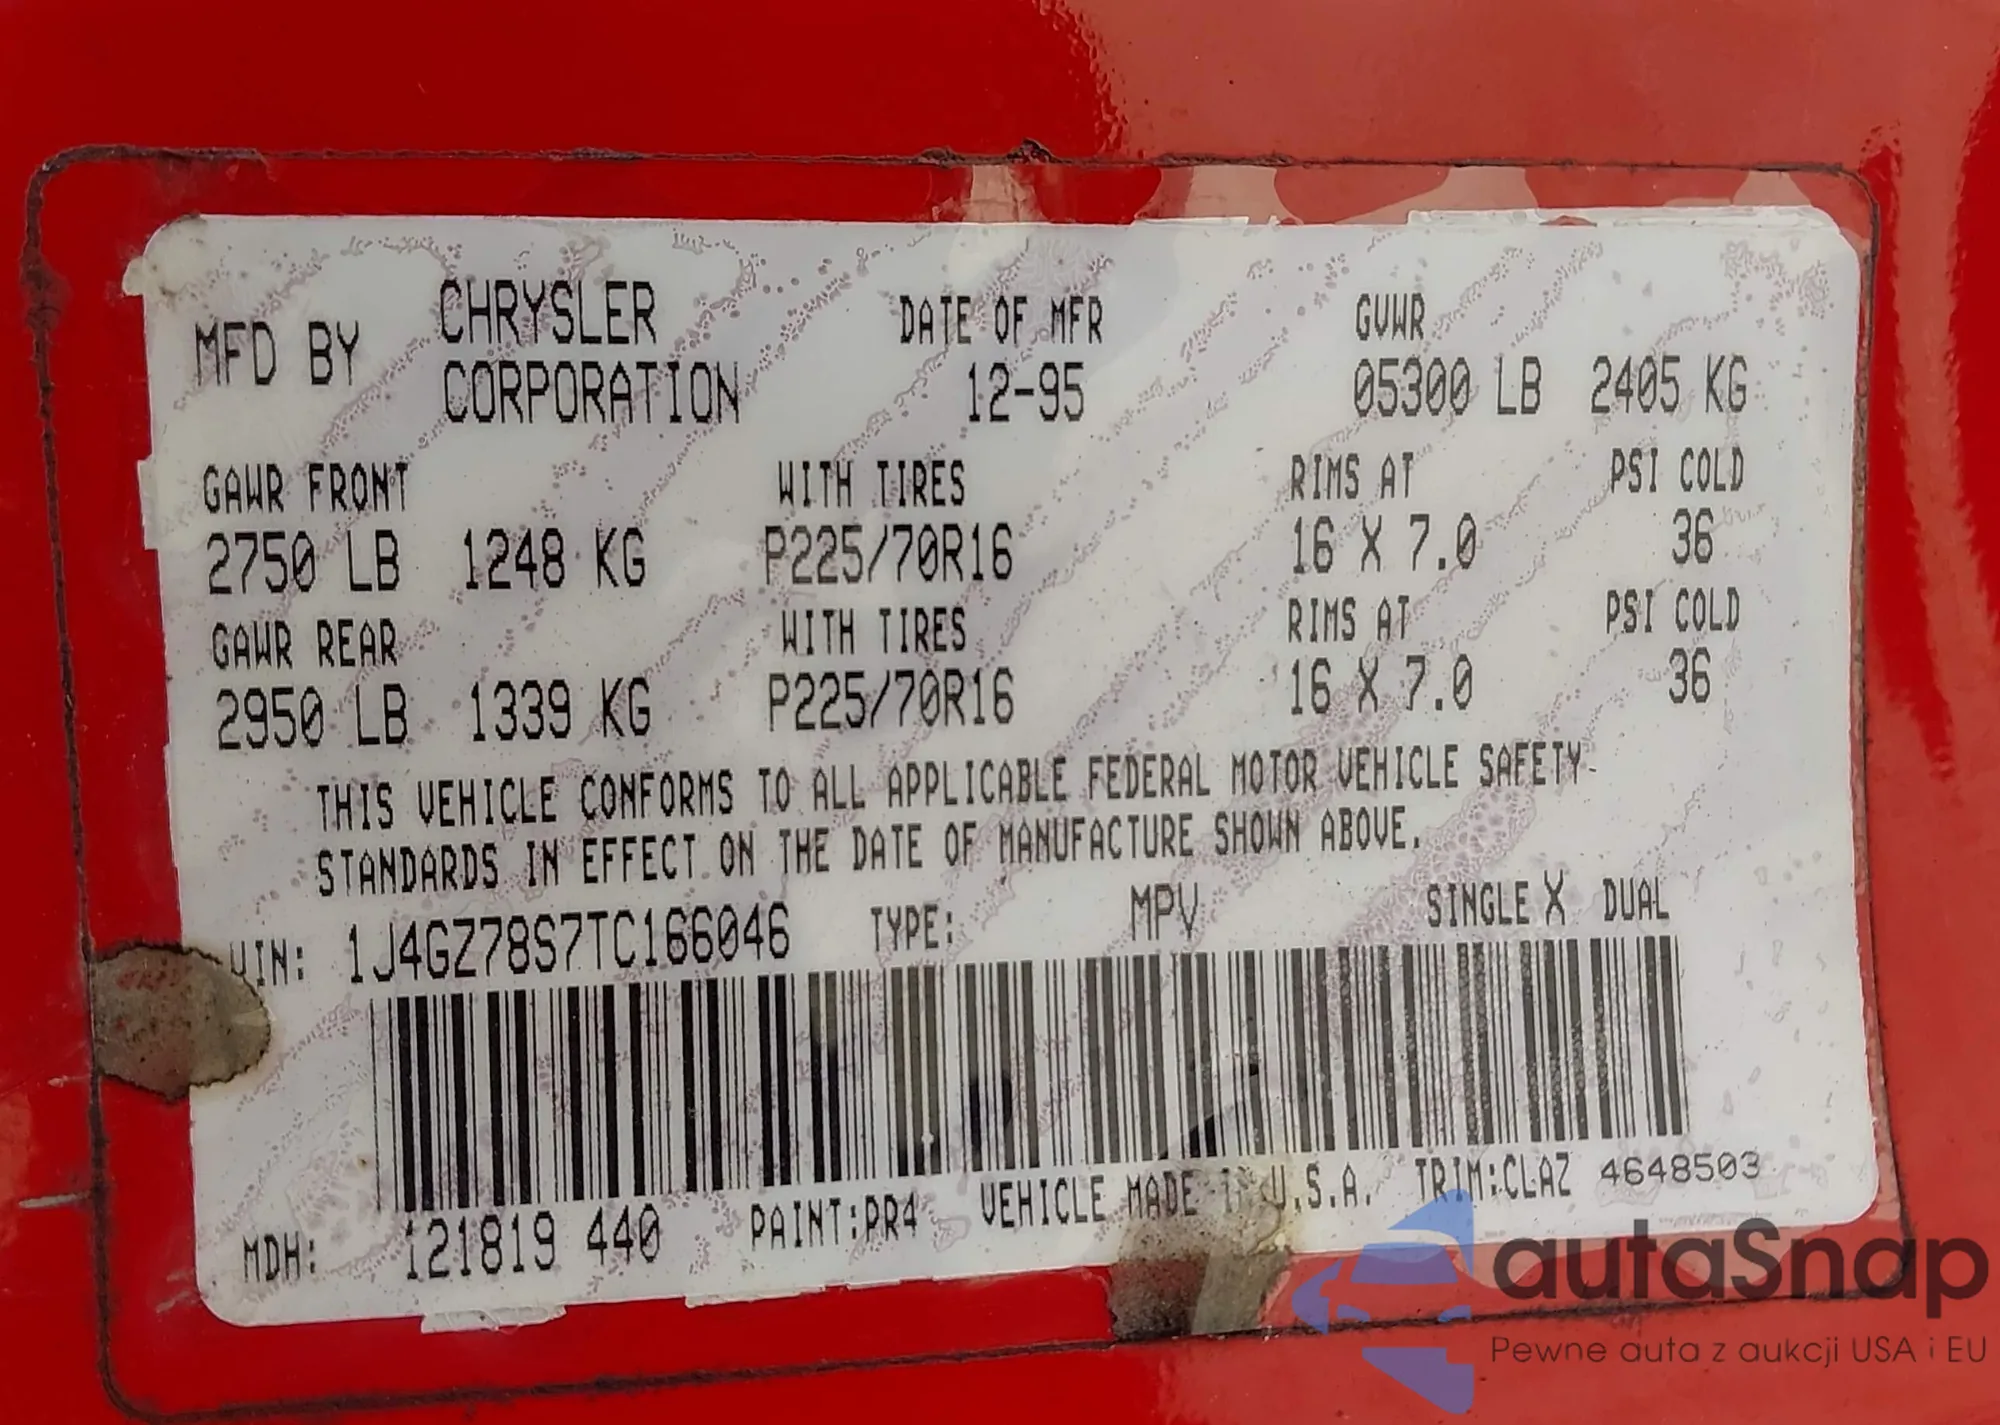 MFD BY CHRYSLER CORPORATION DATE OF MFR 12-95 GVWR 05300 LB 2405 KG
GAWR FRONT WITH TIRES RIMS AT PSI COLD
2750 LB 1248 KG P225/70R16 16 X 7.0 36
GAWR REAR WITH TIRES RIMS AT PSI COLD
2950 LB 1339 KG P225/70R16 16 X 7.0 36
THIS VEHICLE CONFORMS TO ALL APPLICABLE FEDERAL MOTOR VEHICLE SAFETY
STANDARDS IN EFFECT ON THE DATE OF MANUFACTURE SHOWN ABOVE.
VIN: 1J4GZ78S7TC166046 TYPE: MPV SINGLE X DUAL
MDH: 121819 440 PAINT:PR4 VEHICLE MADE IN U.S.A. TRIM:CLAZ 4648503
autaSnap
Pewne auta z aukcji USA i EU